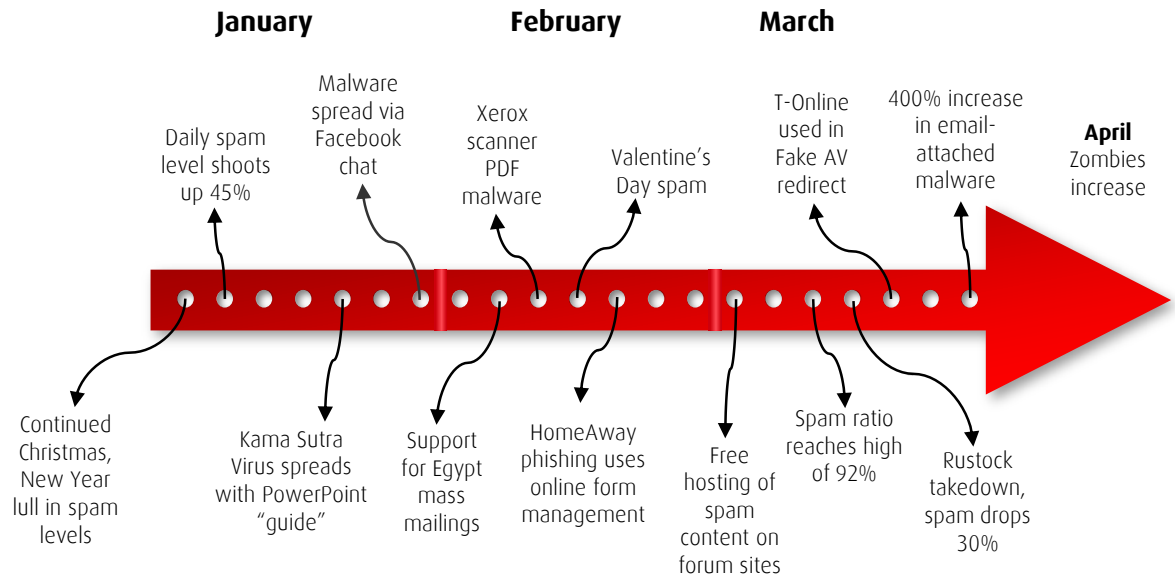 January
February
March
Daily spam
level shoots
up 45%
Malware
spread via
Facebook
chat
Xerox
scanner
PDF
malware
Valentine’s
Day spam
T-Online
used in
Fake AV
redirect
400% increase
in email-
attached
malware
April
Zombies
increase
Continued
Christmas,
New Year
lull in spam
levels
Kama Sutra
Virus spreads
with PowerPoint
“guide”
Support
for Egypt
mass
mailings
HomeAway
phishing uses
online form
management
Free
hosting of
spam
content on
forum sites
Spam ratio
reaches high
of 92%
Rustock
takedown,
spam drops
30%